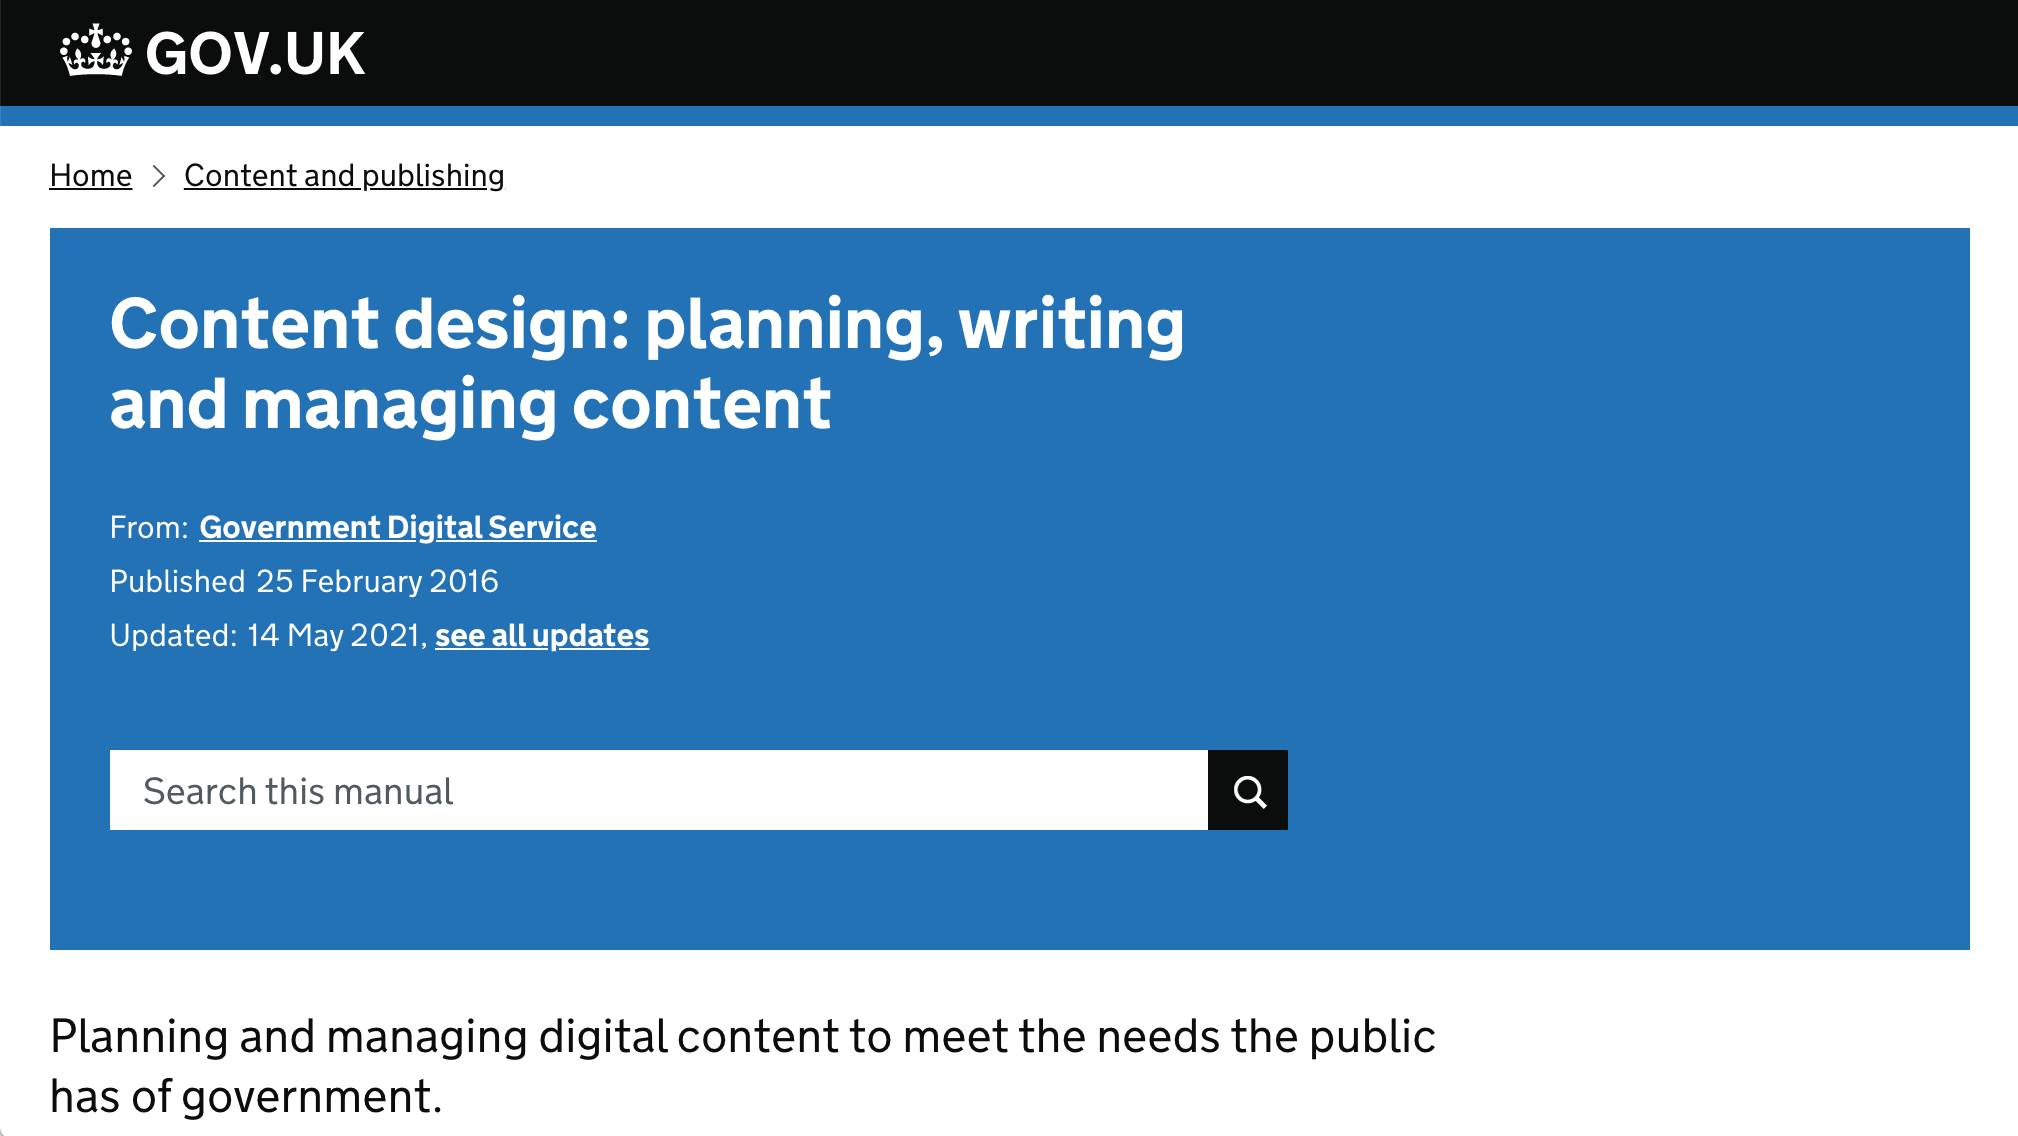 GOV.UK
Home > Content and publishing
Content design: planning, writing
and managing content
From: Government Digital Service
Published 25 February 2016
Updated: 14 May 2021, see all updates
Search this manual
Planning and managing digital content to meet the needs the public
has of government.